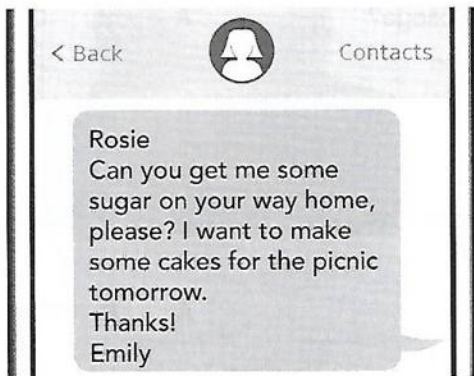 < Back
Contacts
Rosie
Can you get me some
sugar on your way home,
please? I want to make
some cakes for the picnic
tomorrow.
Thanks!
Emily